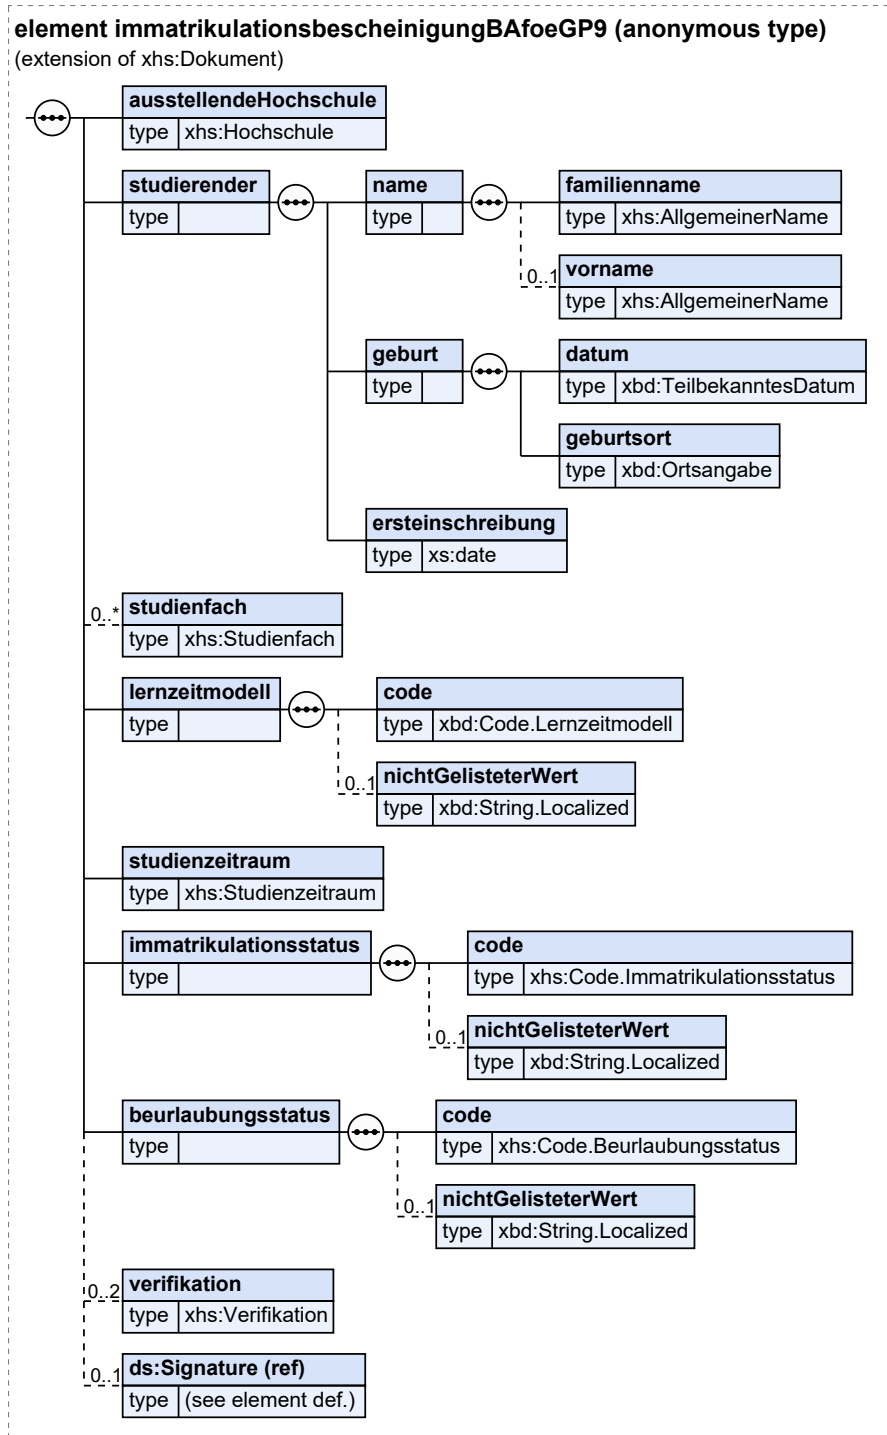 element immatrikulationsbescheinigungBAfoeGP9 (anonymous type)
(extension of xhs:Dokument)
ausstellendeHochschule
type xhs:Hochschule
studierender
type
name
type
familienname
type xhs:AllgemeinerName
0..1
vorname
type xhs:AllgemeinerName
geburt
type
datum
type xbd:TeilbekanntesDatum
geburtsort
type xbd:Ortsangabe
ersteinschreibung
type xs:date
0..*
studienfach
type xhs:Studienfach
lernzeitmodell
type
code
type xbd:Code.Lernzeitmodell
0..1
nichtGelisteterWert
type xbd:String.Localized
studienzeitraum
type xhs:Studienzeitraum
immatrikulationsstatus
type
code
type xhs:Code.Immatrikulationsstatus
0..1
nichtGelisteterWert
type xbd:String.Localized
beurlaubungsstatus
type
code
type xhs:Code.Beurlaubungsstatus
0..1
nichtGelisteterWert
type xbd:String.Localized
0..2
verifikation
type xhs:Verifikation
0..1
ds:Signature (ref)
type (see element def.)